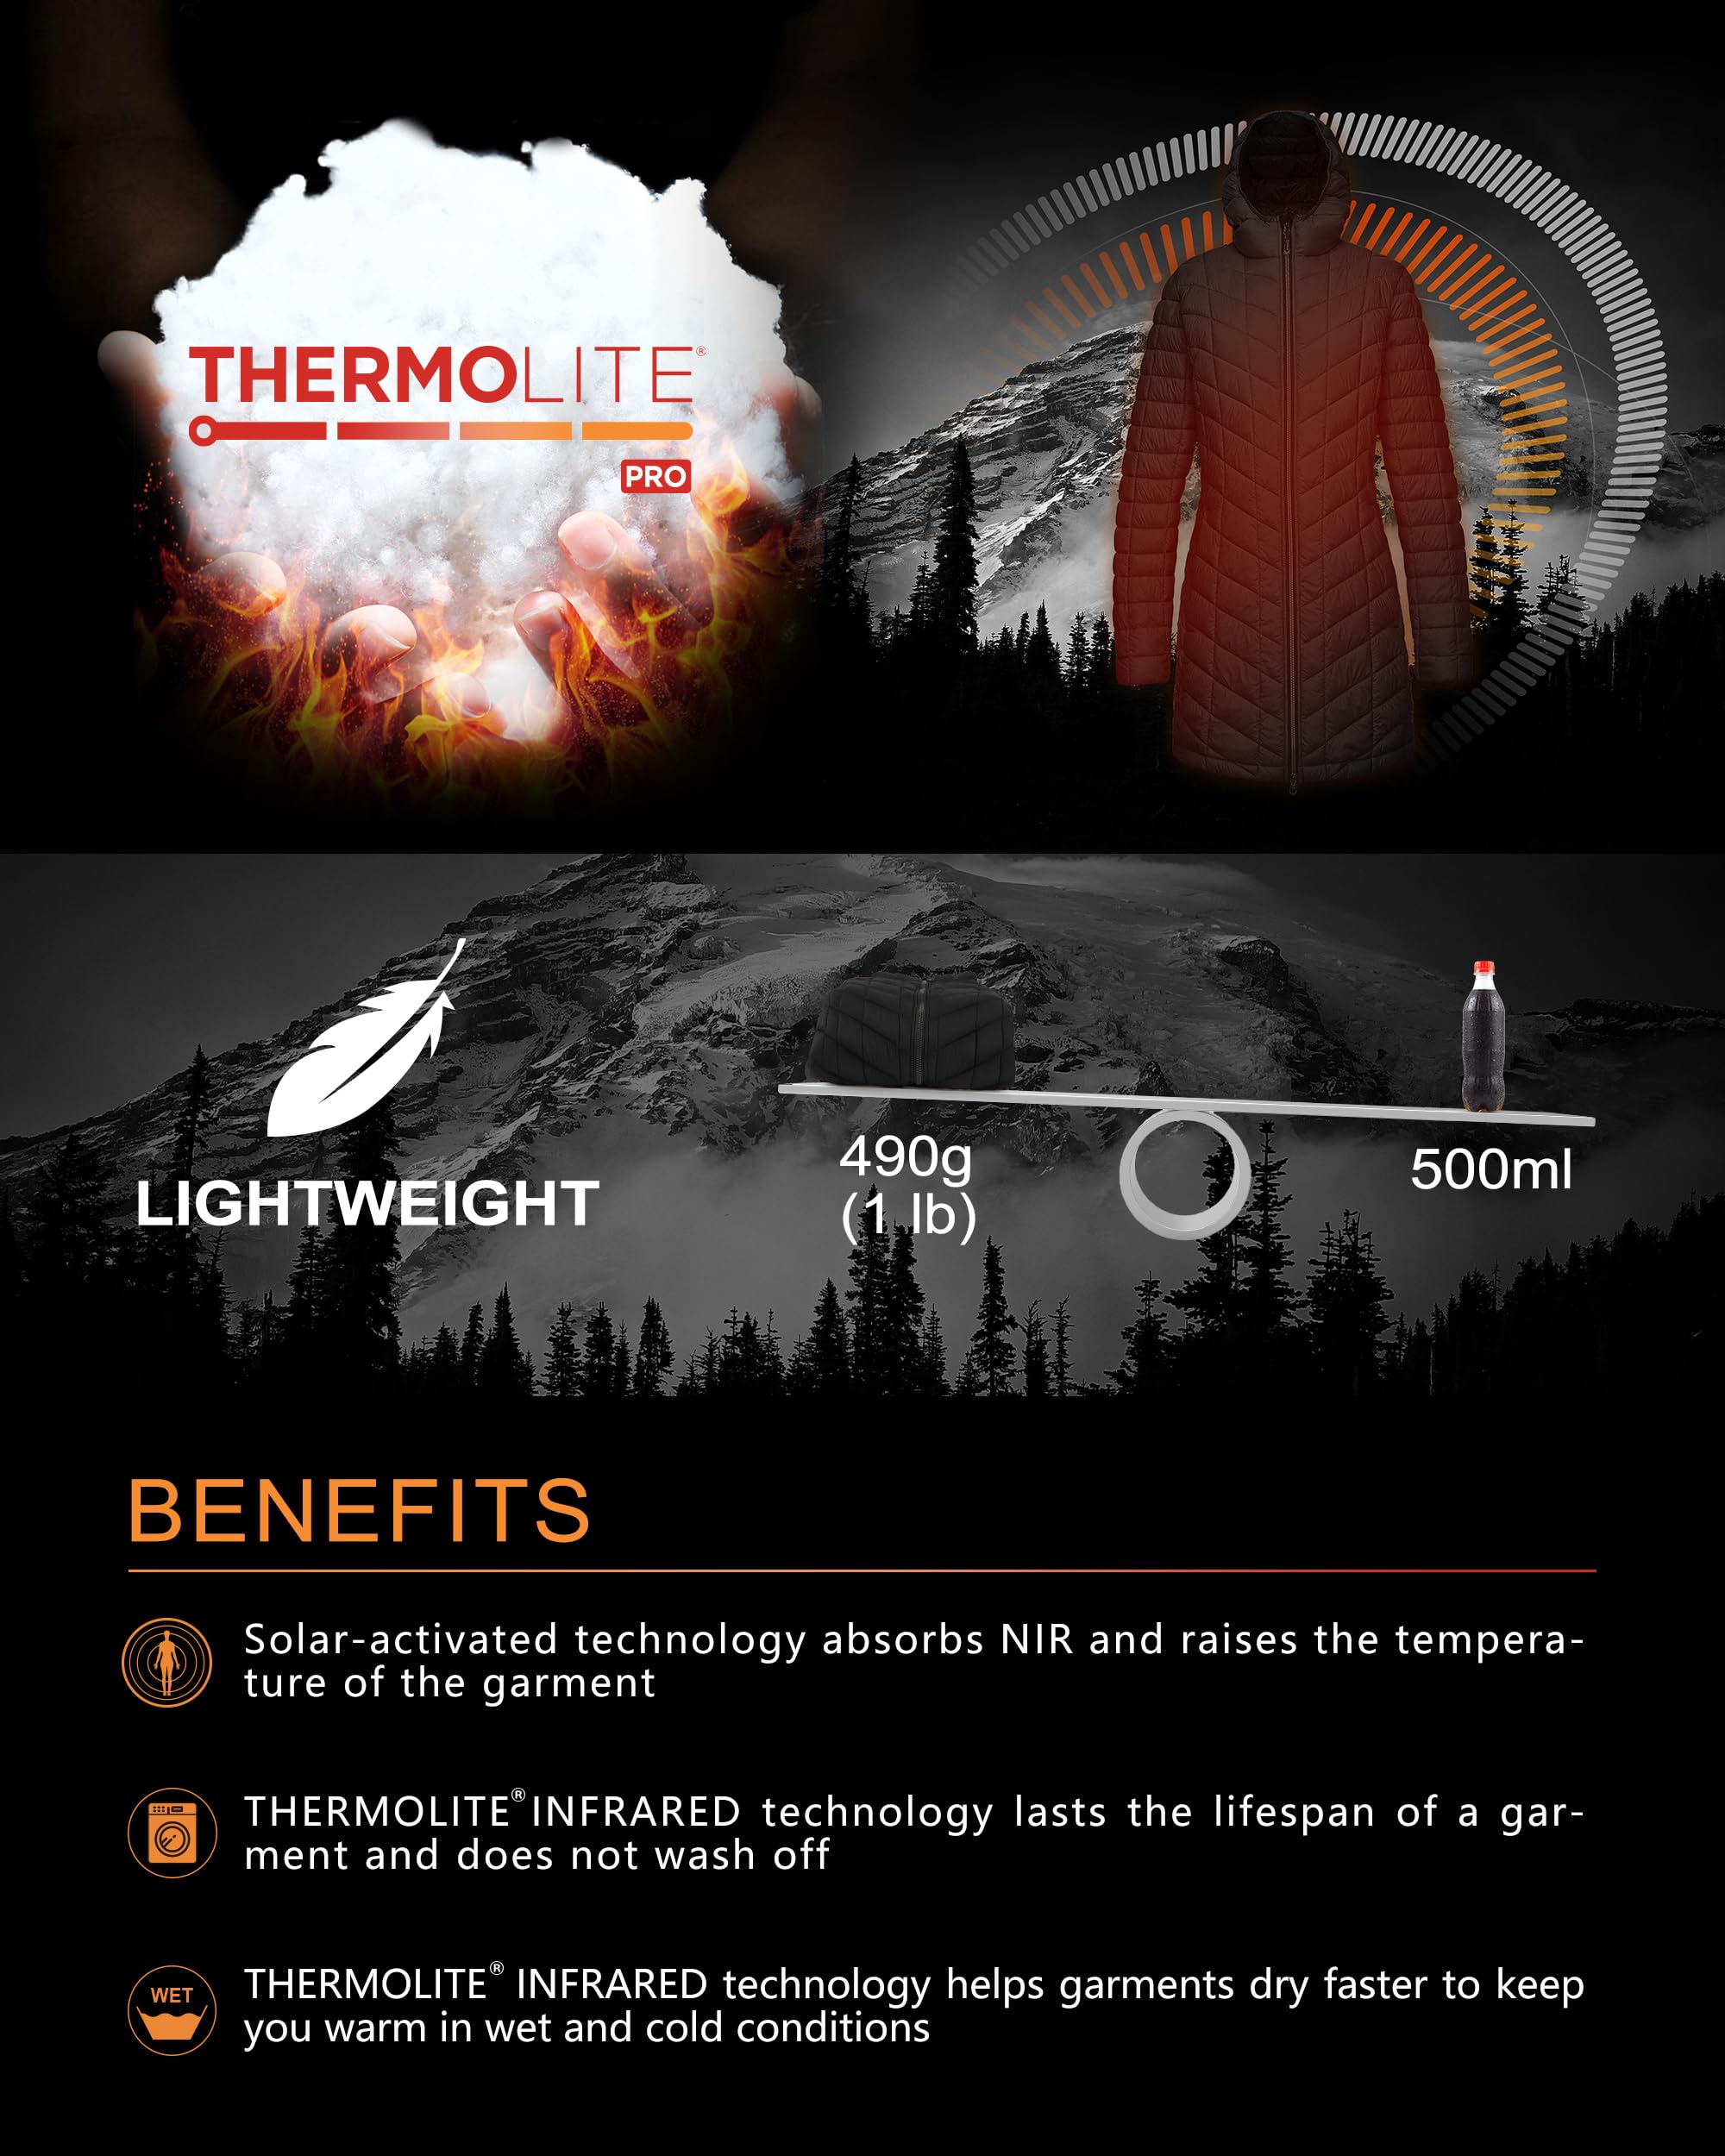 THERMOLITE®
PRO
LIGHTWEIGHT
490g
(1 lb)
500ml
BENEFITS
Solar-activated technology absorbs NIR and raises the tempera-
ture of the garment
THERMOLITE® INFRARED technology lasts the lifespan of a gar-
ment and does not wash off
WET
THERMOLITE® INFRARED technology helps garments dry faster to keep
you warm in wet and cold conditions